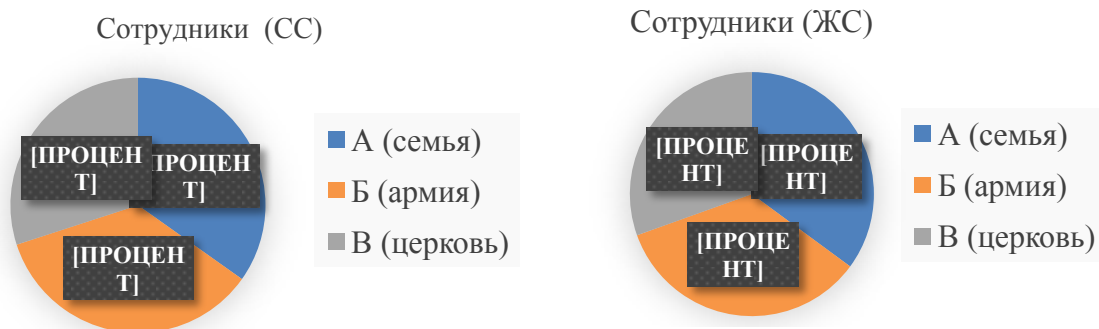 Сотрудники (СС)
[ПРОЦЕН
Т]
ПРОЦЕН
Т]
[ПРОЦЕН
Т]
А (семья)
Б (армия)
В (церковь)
Сотрудники (ЖС)
[ПРОЦЕ
НТ]
[ПРОЦЕ
НТ]
[ПРОЦЕ
НТ]
А (семья)
Б (армия)
В (церковь)